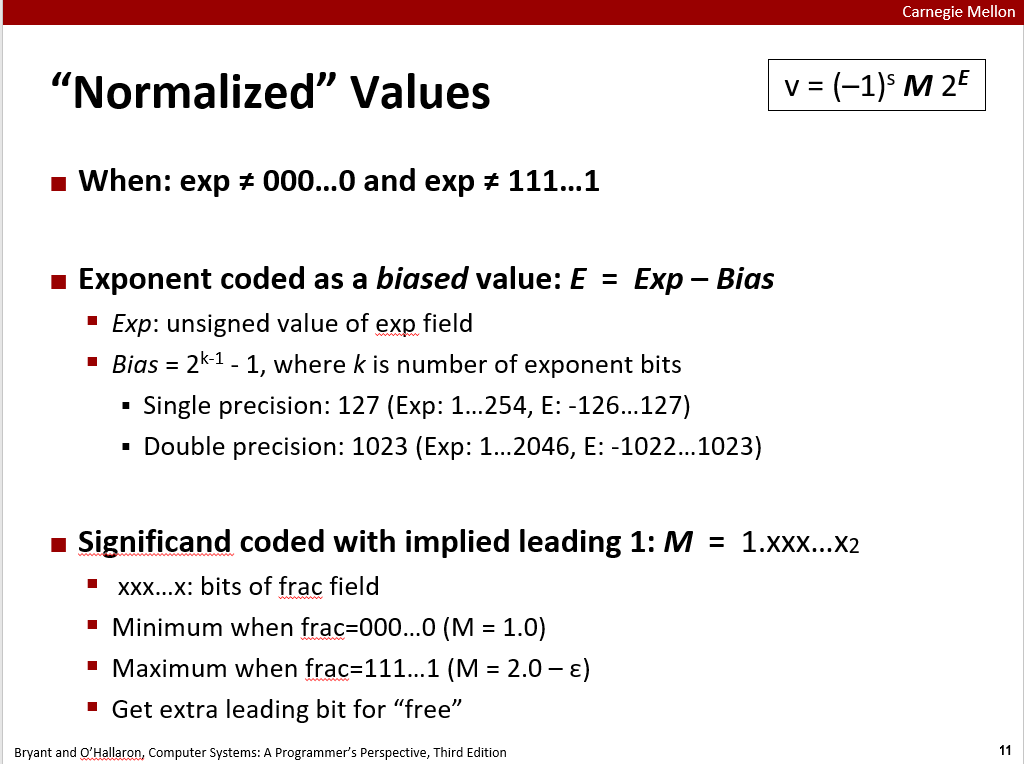 Carnegie Mellon
“Normalized” Values
v = (–1)ˢ M 2ᴱ
■ When: exp ≠ 000…0 and exp ≠ 111…1
■ Exponent coded as a biased value: E = Exp – Bias
▪ Exp: unsigned value of exp field
▪ Bias = 2ᵏ⁻¹ - 1, where k is number of exponent bits
▪ Single precision: 127 (Exp: 1…254, E: -126…127)
▪ Double precision: 1023 (Exp: 1…2046, E: -1022…1023)
■ Significand coded with implied leading 1: M = 1.xxx…x₂
▪ xxx…x: bits of frac field
▪ Minimum when frac=000…0 (M = 1.0)
▪ Maximum when frac=111…1 (M = 2.0 – ε)
▪ Get extra leading bit for “free”
Bryant and O’Hallaron, Computer Systems: A Programmer’s Perspective, Third Edition
11